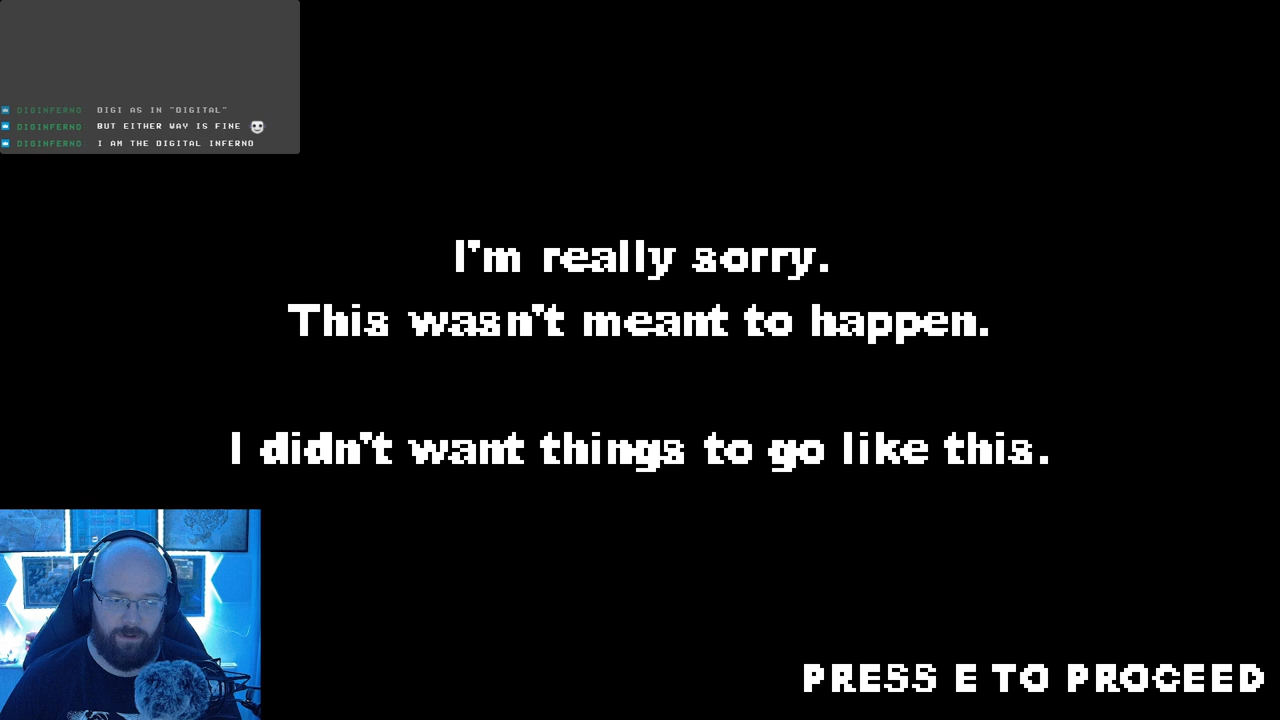 DIGINFERNO: DIGI AS IN "DIGITAL"
DIGINFERNO: BUT EITHER WAY IS FINE
DIGINFERNO: I AM THE DIGITAL INFERNO
I'm really sorry.
This wasn't meant to happen.
I didn't want things to go like this.
PRESS E TO PROCEED